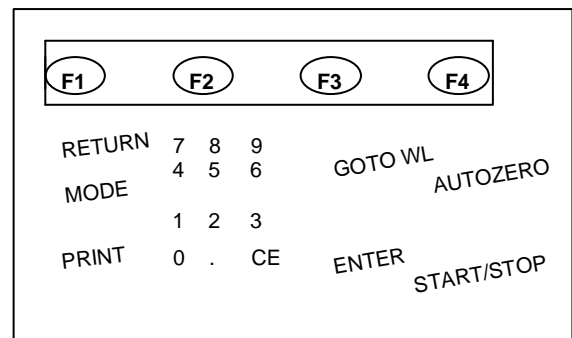 F1 F2 F3 F4
RETURN 7 8 9
4 5 6 GOTO WL
AUTOZERO
MODE
1 2 3
PRINT 0 . CE ENTER
START/STOP